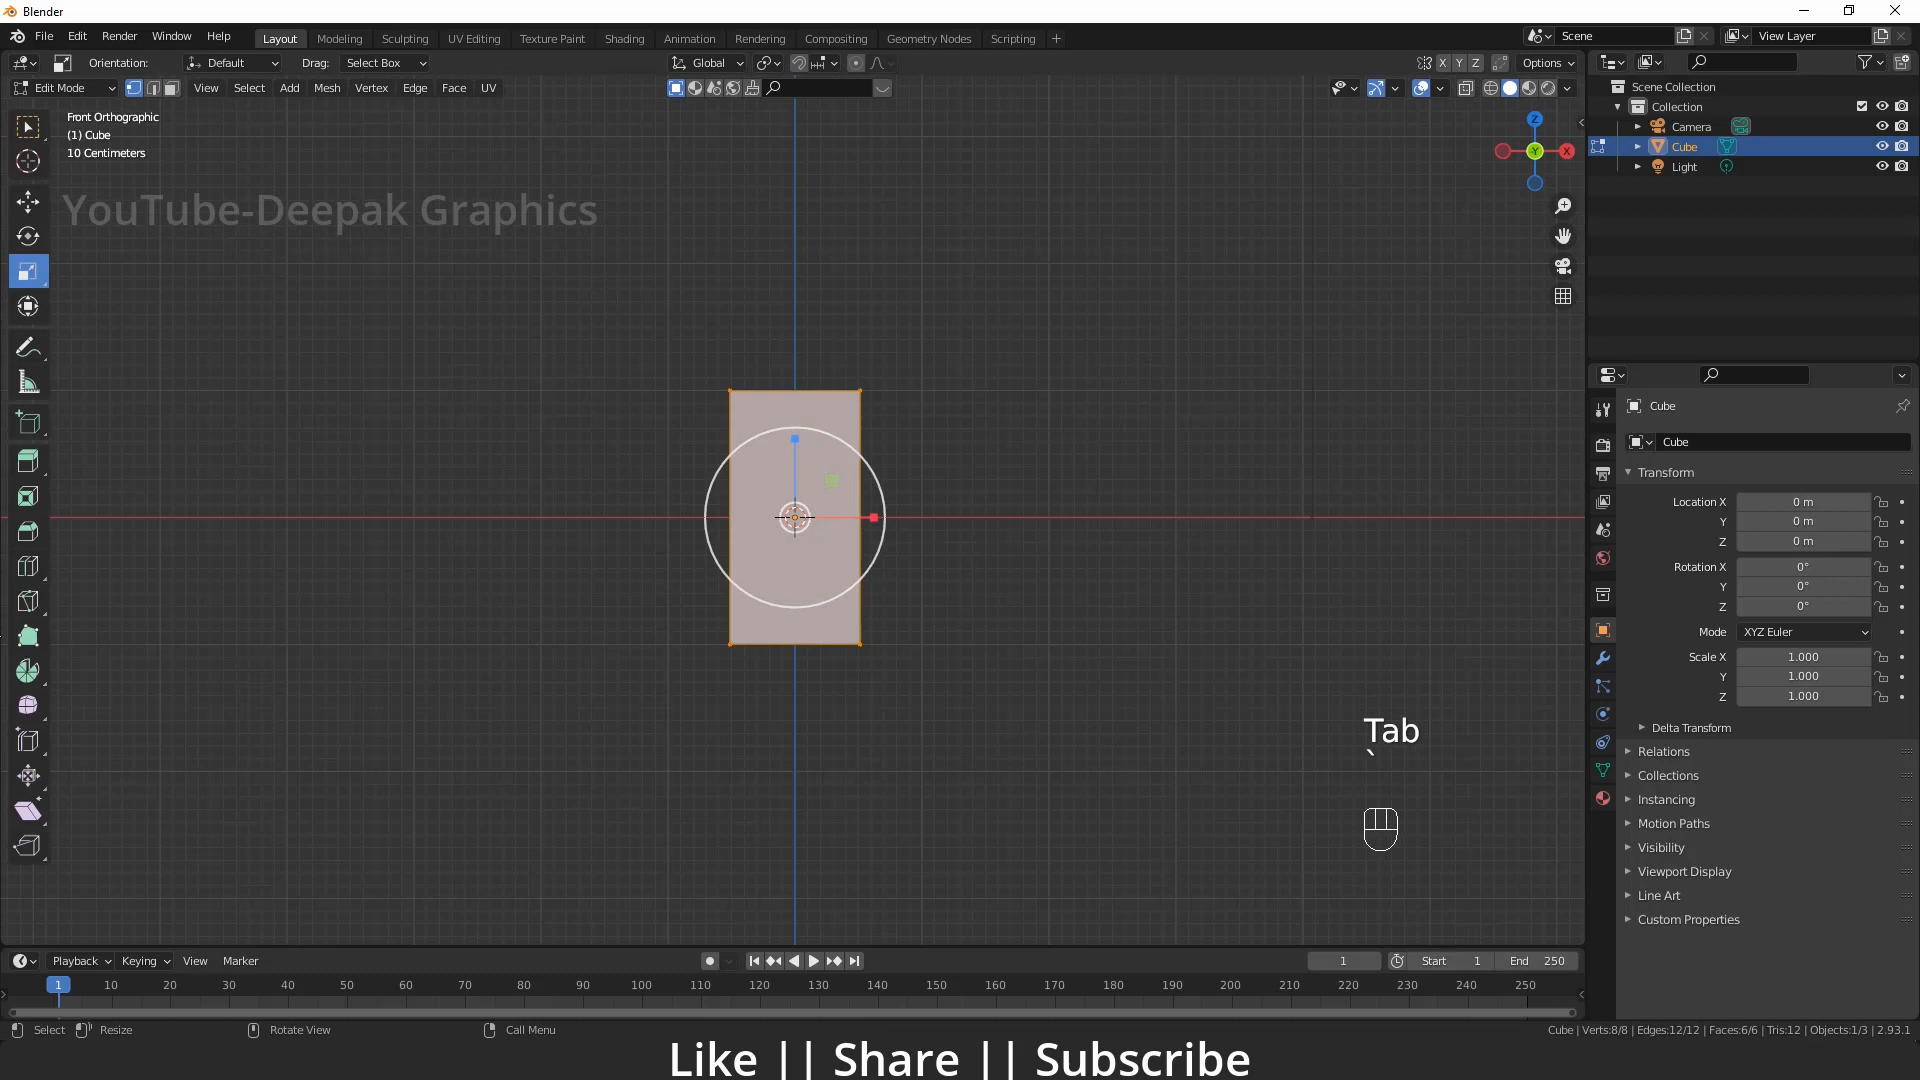 Blender
File Edit Render Window Help Layout Modeling Sculpting UV Editing Texture Paint Shading Animation Rendering Compositing Geometry Nodes Scripting + Scene View Layer
Orientation: Default Drag: Select Box Global X Y Z Options
Edit Mode View Select Add Mesh Vertex Edge Face UV
Scene Collection
Collection
Camera
Cube
Light
Front Orthographic
(1) Cube
10 Centimeters
Z
Y
X
YouTube-Deepak Graphics
Cube
Cube
Transform
Location X 0 m
Y 0 m
Z 0 m
Rotation X 0°
Y 0°
Z 0°
Mode XYZ Euler
Scale X 1.000
Y 1.000
Z 1.000
Delta Transform
Relations
Collections
Instancing
Motion Paths
Visibility
Viewport Display
Line Art
Custom Properties
Tab
`
Playback Keying View Marker 1 Start 1 End 250
1 10 20 30 40 50 60 70 80 90 100 110 120 130 140 150 160 170 180 190 200 210 220 230 240 250
Select Resize Rotate View Call Menu Cube | Verts:8/8 | Edges:12/12 | Faces:6/6 | Tris:12 | Objects:1/3 | 2.93.1
Like || Share || Subscribe